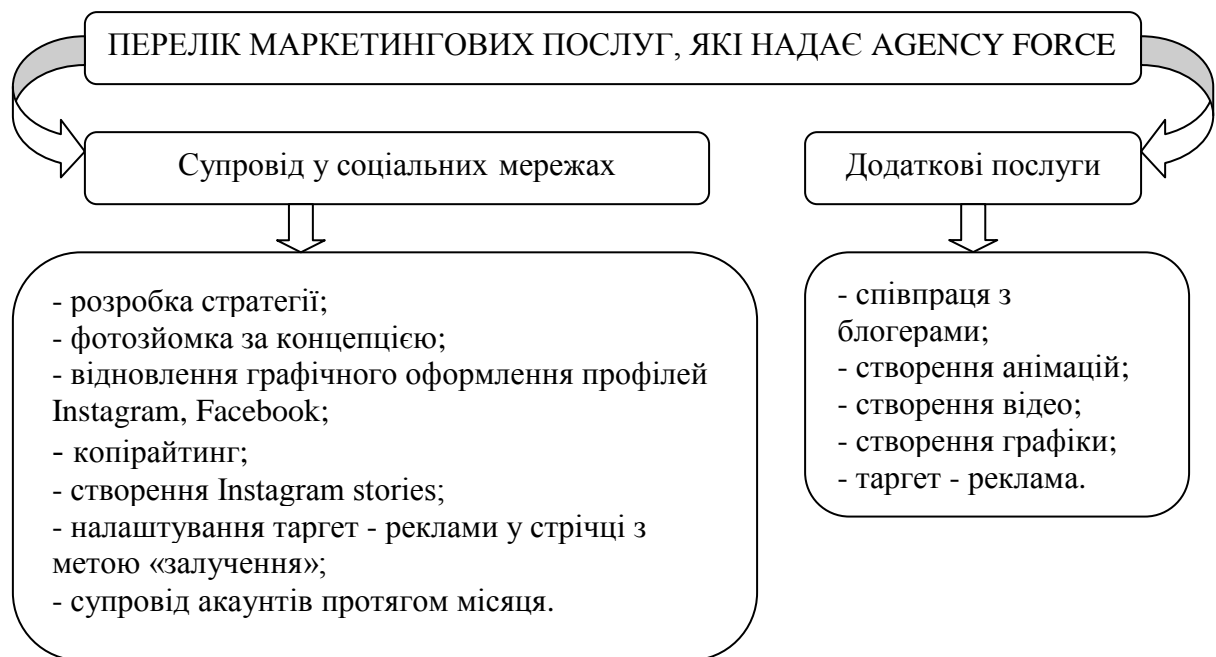 ПЕРЕЛІК МАРКЕТИНГОВИХ ПОСЛУГ, ЯКІ НАДАЄ AGENCY FORCE
Супровід у соціальних мережах
- розробка стратегії;
- фотозйомка за концепцією;
- відновлення графічного оформлення профілей
Instagram, Facebook;
- копірайтинг;
- створення Instagram stories;
- налаштування таргет - реклами у стрічці з
метою «залучення»;
- супровід акаунтів протягом місяця.
Додаткові послуги
- співпраця з
блогерами;
- створення анімацій;
- створення відео;
- створення графіки;
- таргет - реклама.